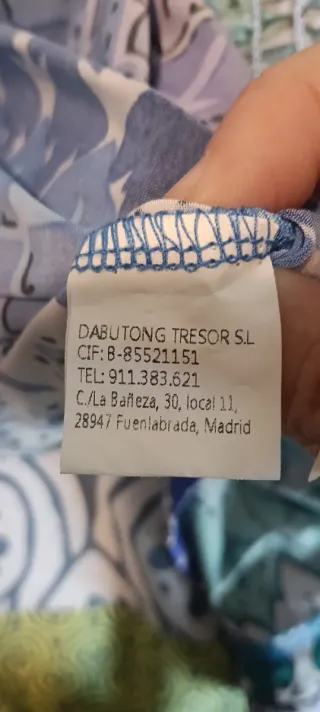 DABUTONG TRESOR S.L
CIF: B-85521151
TEL: 911.383.621
C./La Bañeza, 30, local 11,
28947 Fuenlabrada, Madrid